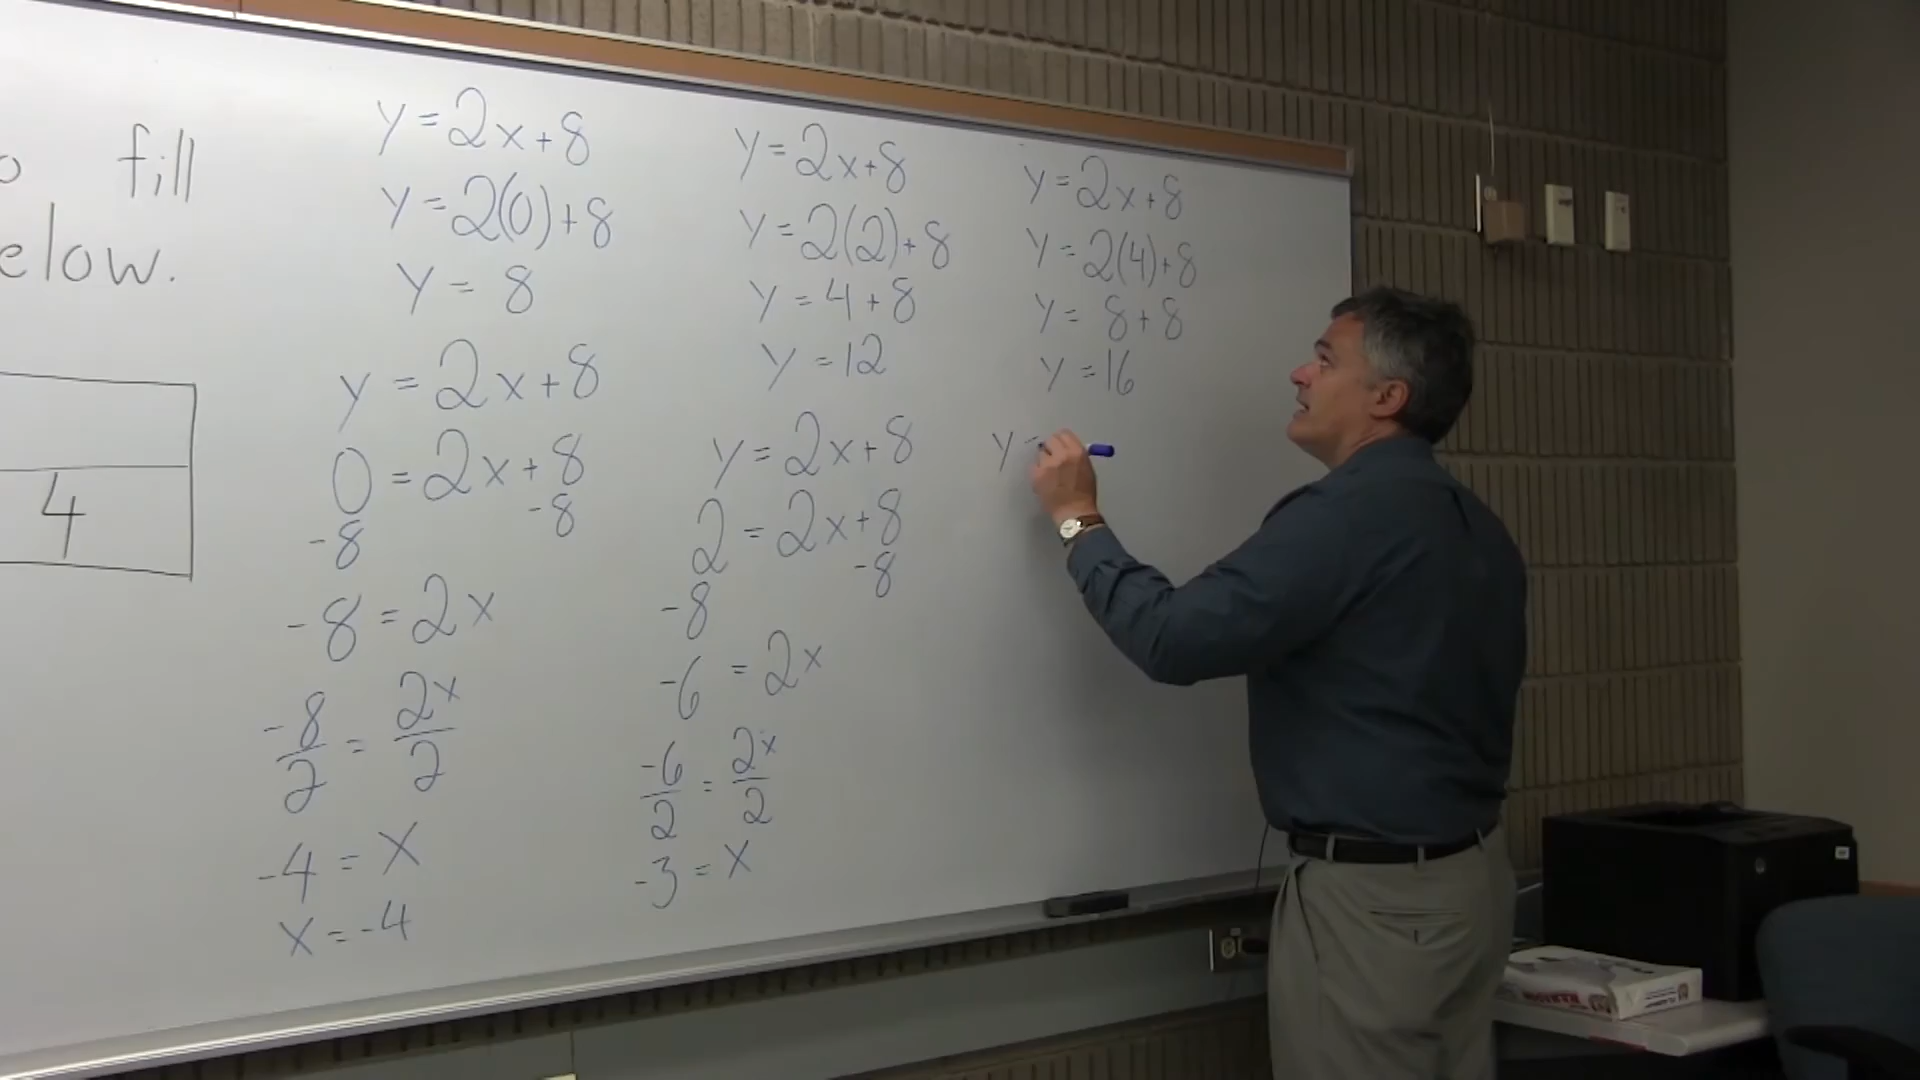 fill
elow.
4
y=2x+8
y=2(0)+8
y = 8
y = 2x+8
0 = 2x+8
-8 -8
-8 = 2x
-8/2 = 2x/2
-4 = x
x = -4
y=2x+8
y=2(2)+8
y = 4+8
y = 12
y = 2x+8
2 = 2x+8
-8 -8
-6 = 2x
-6/2 = 2x/2
-3 = x
y=2x+8
y=2(4)+8
y = 8+8
y = 16
y =